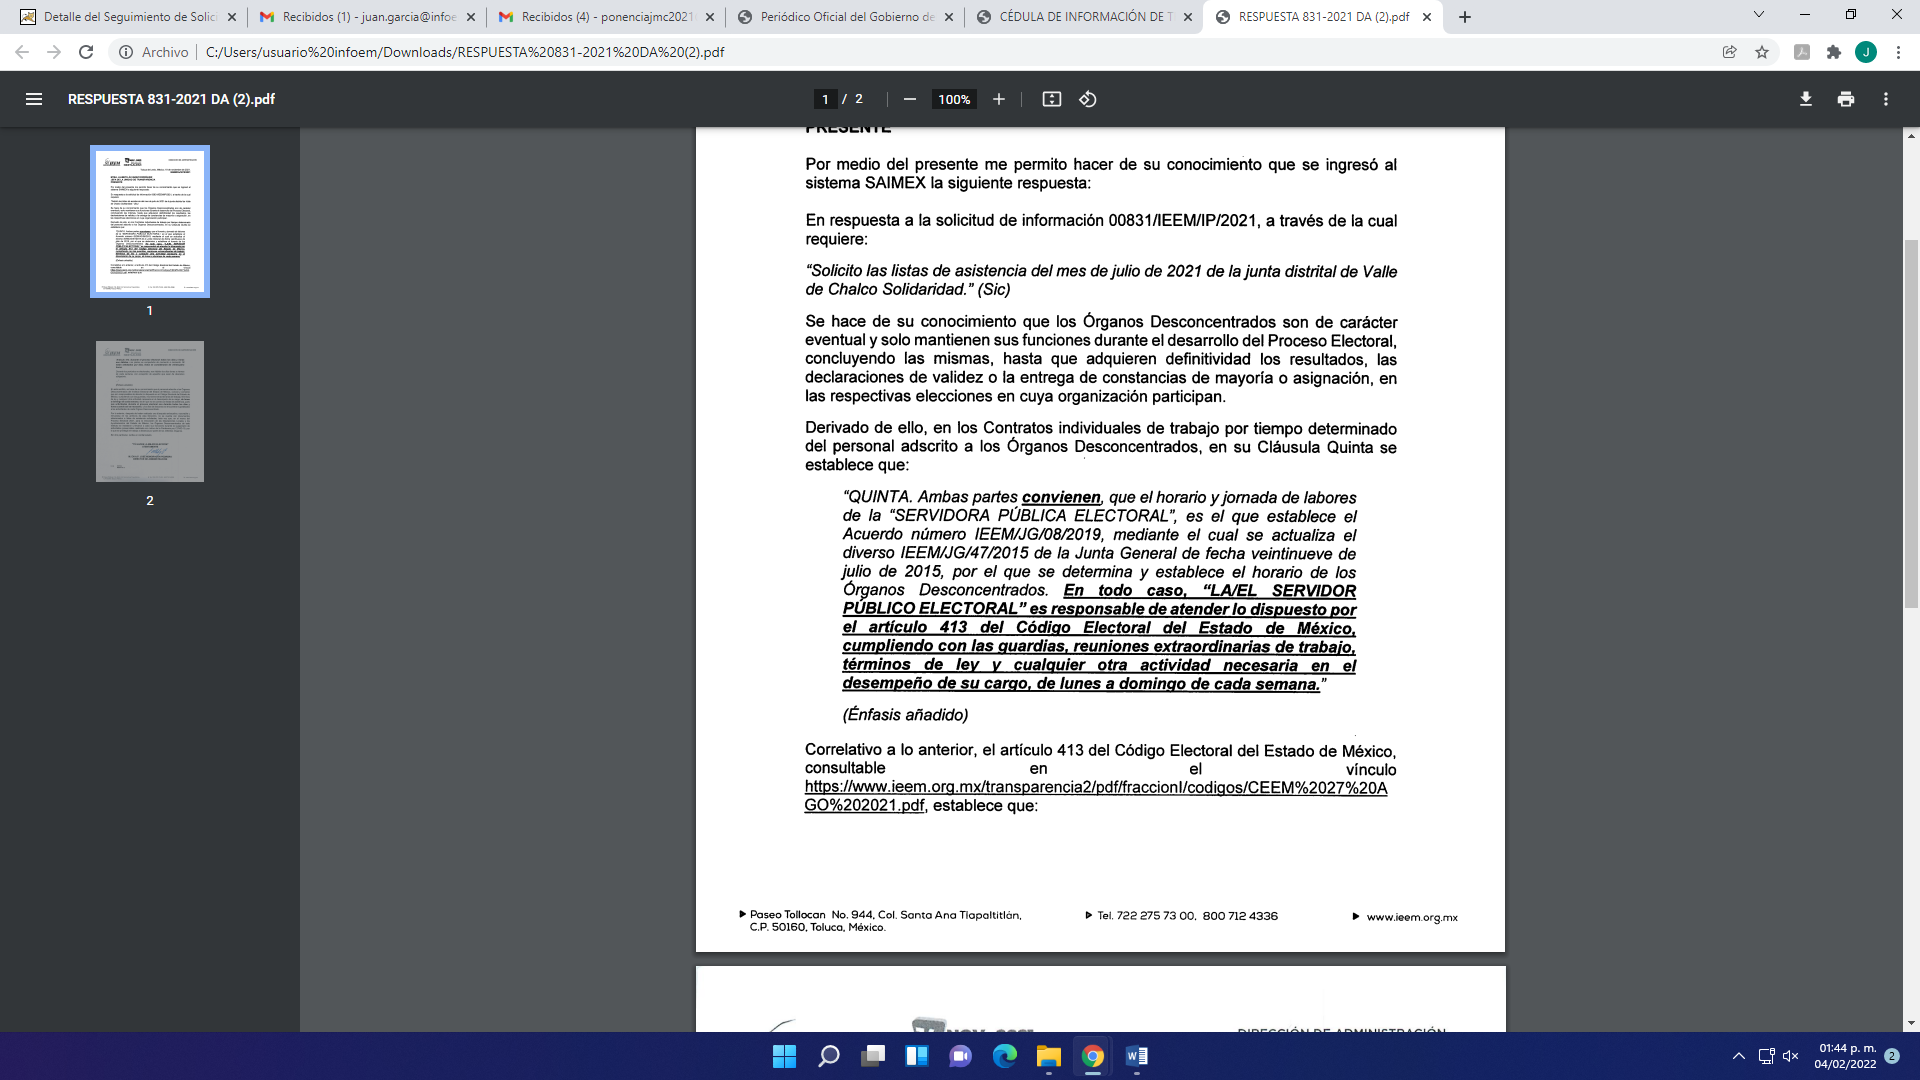 Detalle del Seguimiento de Solici
Recibidos (1) - juan.garcia@infoe
Recibidos (4) - ponenciajmc2021
Periódico Oficial del Gobierno de
CÉDULA DE INFORMACIÓN DE T
RESPUESTA 831-2021 DA (2).pdf
Archivo
C:/Users/usuario%20infoem/Downloads/RESPUESTA%20831-2021%20DA%20(2).pdf
J
RESPUESTA 831-2021 DA (2).pdf
1 / 2
100%
1
2
PRESENTE
Por medio del presente me permito hacer de su conocimiento que se ingresó al
sistema SAIMEX la siguiente respuesta:
En respuesta a la solicitud de información 00831/IEEM/IP/2021, a través de la cual
requiere:
“Solicito las listas de asistencia del mes de julio de 2021 de la junta distrital de Valle
de Chalco Solidaridad.” (Sic)
Se hace de su conocimiento que los Órganos Desconcentrados son de carácter
eventual y solo mantienen sus funciones durante el desarrollo del Proceso Electoral,
concluyendo las mismas, hasta que adquieren definitividad los resultados, las
declaraciones de validez o la entrega de constancias de mayoría o asignación, en
las respectivas elecciones en cuya organización participan.
Derivado de ello, en los Contratos individuales de trabajo por tiempo determinado
del personal adscrito a los Órganos Desconcentrados, en su Cláusula Quinta se
establece que:
“QUINTA. Ambas partes convienen, que el horario y jornada de labores
de la “SERVIDORA PÚBLICA ELECTORAL”, es el que establece el
Acuerdo número IEEM/JG/08/2019, mediante el cual se actualiza el
diverso IEEM/JG/47/2015 de la Junta General de fecha veintinueve de
julio de 2015, por el que se determina y establece el horario de los
Órganos Desconcentrados. En todo caso, “LA/EL SERVIDOR
PÚBLICO ELECTORAL” es responsable de atender lo dispuesto por
el artículo 413 del Código Electoral del Estado de México,
cumpliendo con las guardias, reuniones extraordinarias de trabajo,
términos de ley y cualquier otra actividad necesaria en el
desempeño de su cargo, de lunes a domingo de cada semana.”
(Énfasis añadido)
Correlativo a lo anterior, el artículo 413 del Código Electoral del Estado de México,
consultable en el vínculo
https://www.ieem.org.mx/transparencia2/pdf/fraccionI/codigos/CEEM%2027%20A
GO%202021.pdf, establece que:
Paseo Tollocan No. 944, Col. Santa Ana Tlapaltitlán,
C.P. 50160, Toluca, México.
Tel. 722 275 73 00, 800 712 4336
www.ieem.org.mx
DIRECCIÓN DE ADMINISTRACIÓN
01:44 p. m.
04/02/2022
2